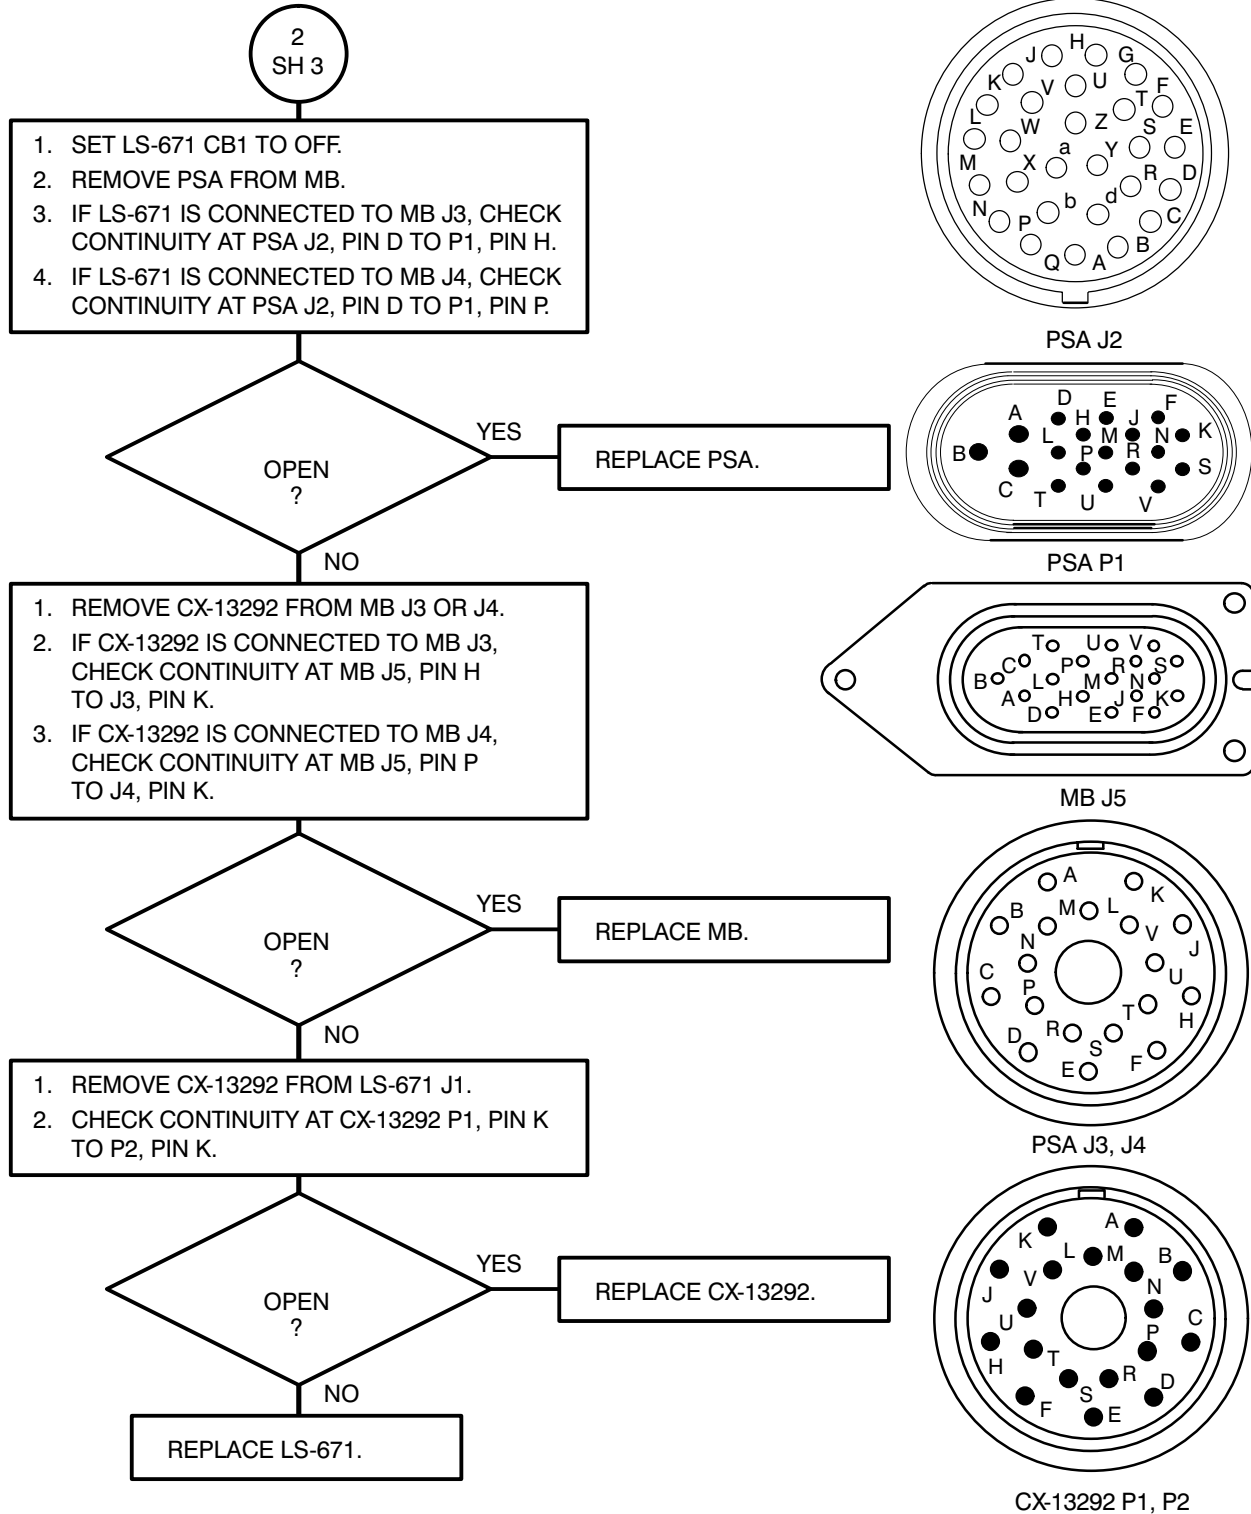 2
SH 3
1. SET LS-671 CB1 TO OFF.
2. REMOVE PSA FROM MB.
3. IF LS-671 IS CONNECTED TO MB J3, CHECK
CONTINUITY AT PSA J2, PIN D TO P1, PIN H.
4. IF LS-671 IS CONNECTED TO MB J4, CHECK
CONTINUITY AT PSA J2, PIN D TO P1, PIN P.
OPEN
?
YES
REPLACE PSA.
NO
1. REMOVE CX-13292 FROM MB J3 OR J4.
2. IF CX-13292 IS CONNECTED TO MB J3,
CHECK CONTINUITY AT MB J5, PIN H
TO J3, PIN K.
3. IF CX-13292 IS CONNECTED TO MB J4,
CHECK CONTINUITY AT MB J5, PIN P
TO J4, PIN K.
OPEN
?
YES
REPLACE MB.
NO
1. REMOVE CX-13292 FROM LS-671 J1.
2. CHECK CONTINUITY AT CX-13292 P1, PIN K
TO P2, PIN K.
OPEN
?
YES
REPLACE CX-13292.
NO
REPLACE LS-671.
J H G
K V U F
L W Z T S E
M X a Y R D
N P b d C
Q A B
PSA J2
D E F
A H J K
L M N
B P R S
C T U V
PSA P1
T U V
C P R S
B L M N
A H J K
D E F
MB J5
A K
B M L J
N V
C P U H
D R S T F
E
PSA J3, J4
K A
L M B
J V N
U P C
H T R D
F S E
CX-13292 P1, P2